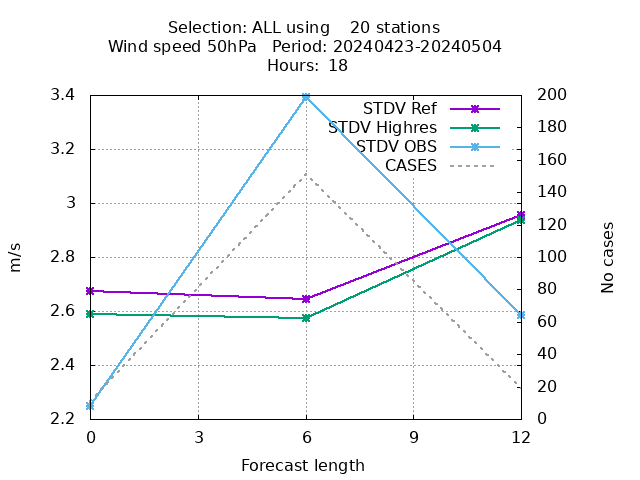 Selection: ALL using    20 stations
Wind speed 50hPa   Period: 20240423-20240504
Hours:  18
STDV Ref
STDV Highres
STDV OBS
CASES
3.4
3.2
3
2.8
2.6
2.4
2.2
m/s
200
180
160
140
120
100
80
60
40
20
0
No cases
0
3
6
9
12
Forecast length